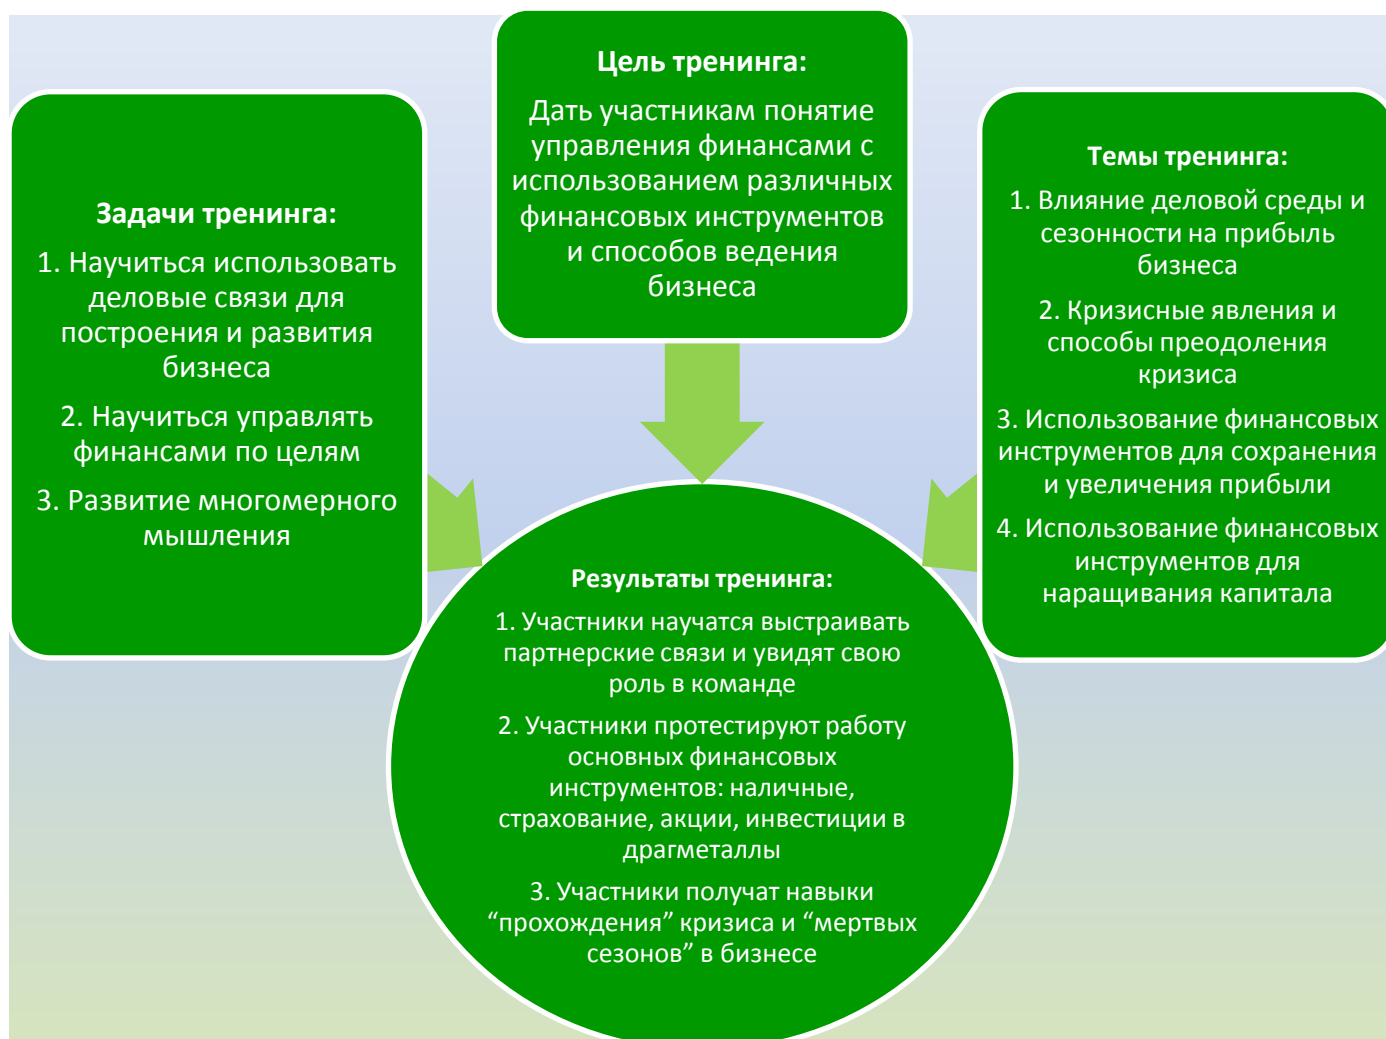 Цель тренинга:
Дать участникам понятие
управления финансами с
использованием различных
финансовых инструментов
и способов ведения
бизнеса
Задачи тренинга:
1. Научиться использовать
деловые связи для
построения и развития
бизнеса
2. Научиться управлять
финансами по целям
3. Развитие многомерного
мышления
Темы тренинга:
1. Влияние деловой среды и
сезонности на прибыль
бизнеса
2. Кризисные явления и
способы преодоления
кризиса
3. Использование финансовых
инструментов для сохранения
и увеличения прибыли
4. Использование финансовых
инструментов для
наращивания капитала
Результаты тренинга:
1. Участники научатся выстраивать
партнерские связи и увидят свою
роль в команде
2. Участники протестируют работу
основных финансовых
инструментов: наличные,
страхование, акции, инвестиции в
драгметаллы
3. Участники получат навыки
“прохождения” кризиса и “мертвых
сезонов” в бизнесе